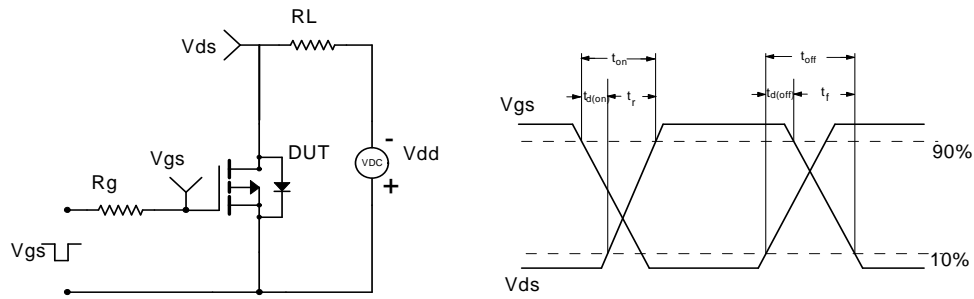 RL
Vds
-
VDC
Vdd
+
DUT
Vgs
Rg
Vgs
ton
toff
td(on)
tr
td(off)
tf
Vgs
90%
10%
Vds